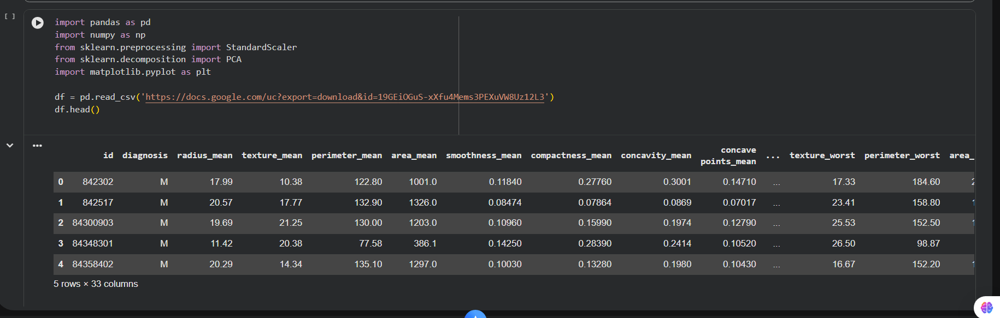 [ ]
import pandas as pd
import numpy as np
from sklearn.preprocessing import StandardScaler
from sklearn.decomposition import PCA
import matplotlib.pyplot as plt
df = pd.read_csv('https://docs.google.com/uc?export=download&id=19GEiOGuS-xXfu4Mems3PEXuVW8Uz12L3')
df.head()
id diagnosis radius_mean texture_mean perimeter_mean area_mean smoothness_mean compactness_mean concavity_mean concave points_mean ... texture_worst perimeter_worst area_
0 842302 M 17.99 10.38 122.80 1001.0 0.11840 0.27760 0.3001 0.14710 ... 17.33 184.60
1 842517 M 20.57 17.77 132.90 1326.0 0.08474 0.07864 0.0869 0.07017 ... 23.41 158.80
2 84300903 M 19.69 21.25 130.00 1203.0 0.10960 0.15990 0.1974 0.12790 ... 25.53 152.50
3 84348301 M 11.42 20.38 77.58 386.1 0.14250 0.28390 0.2414 0.10520 ... 26.50 98.87
4 84358402 M 20.29 14.34 135.10 1297.0 0.10030 0.13280 0.1980 0.10430 ... 16.67 152.20
5 rows × 33 columns